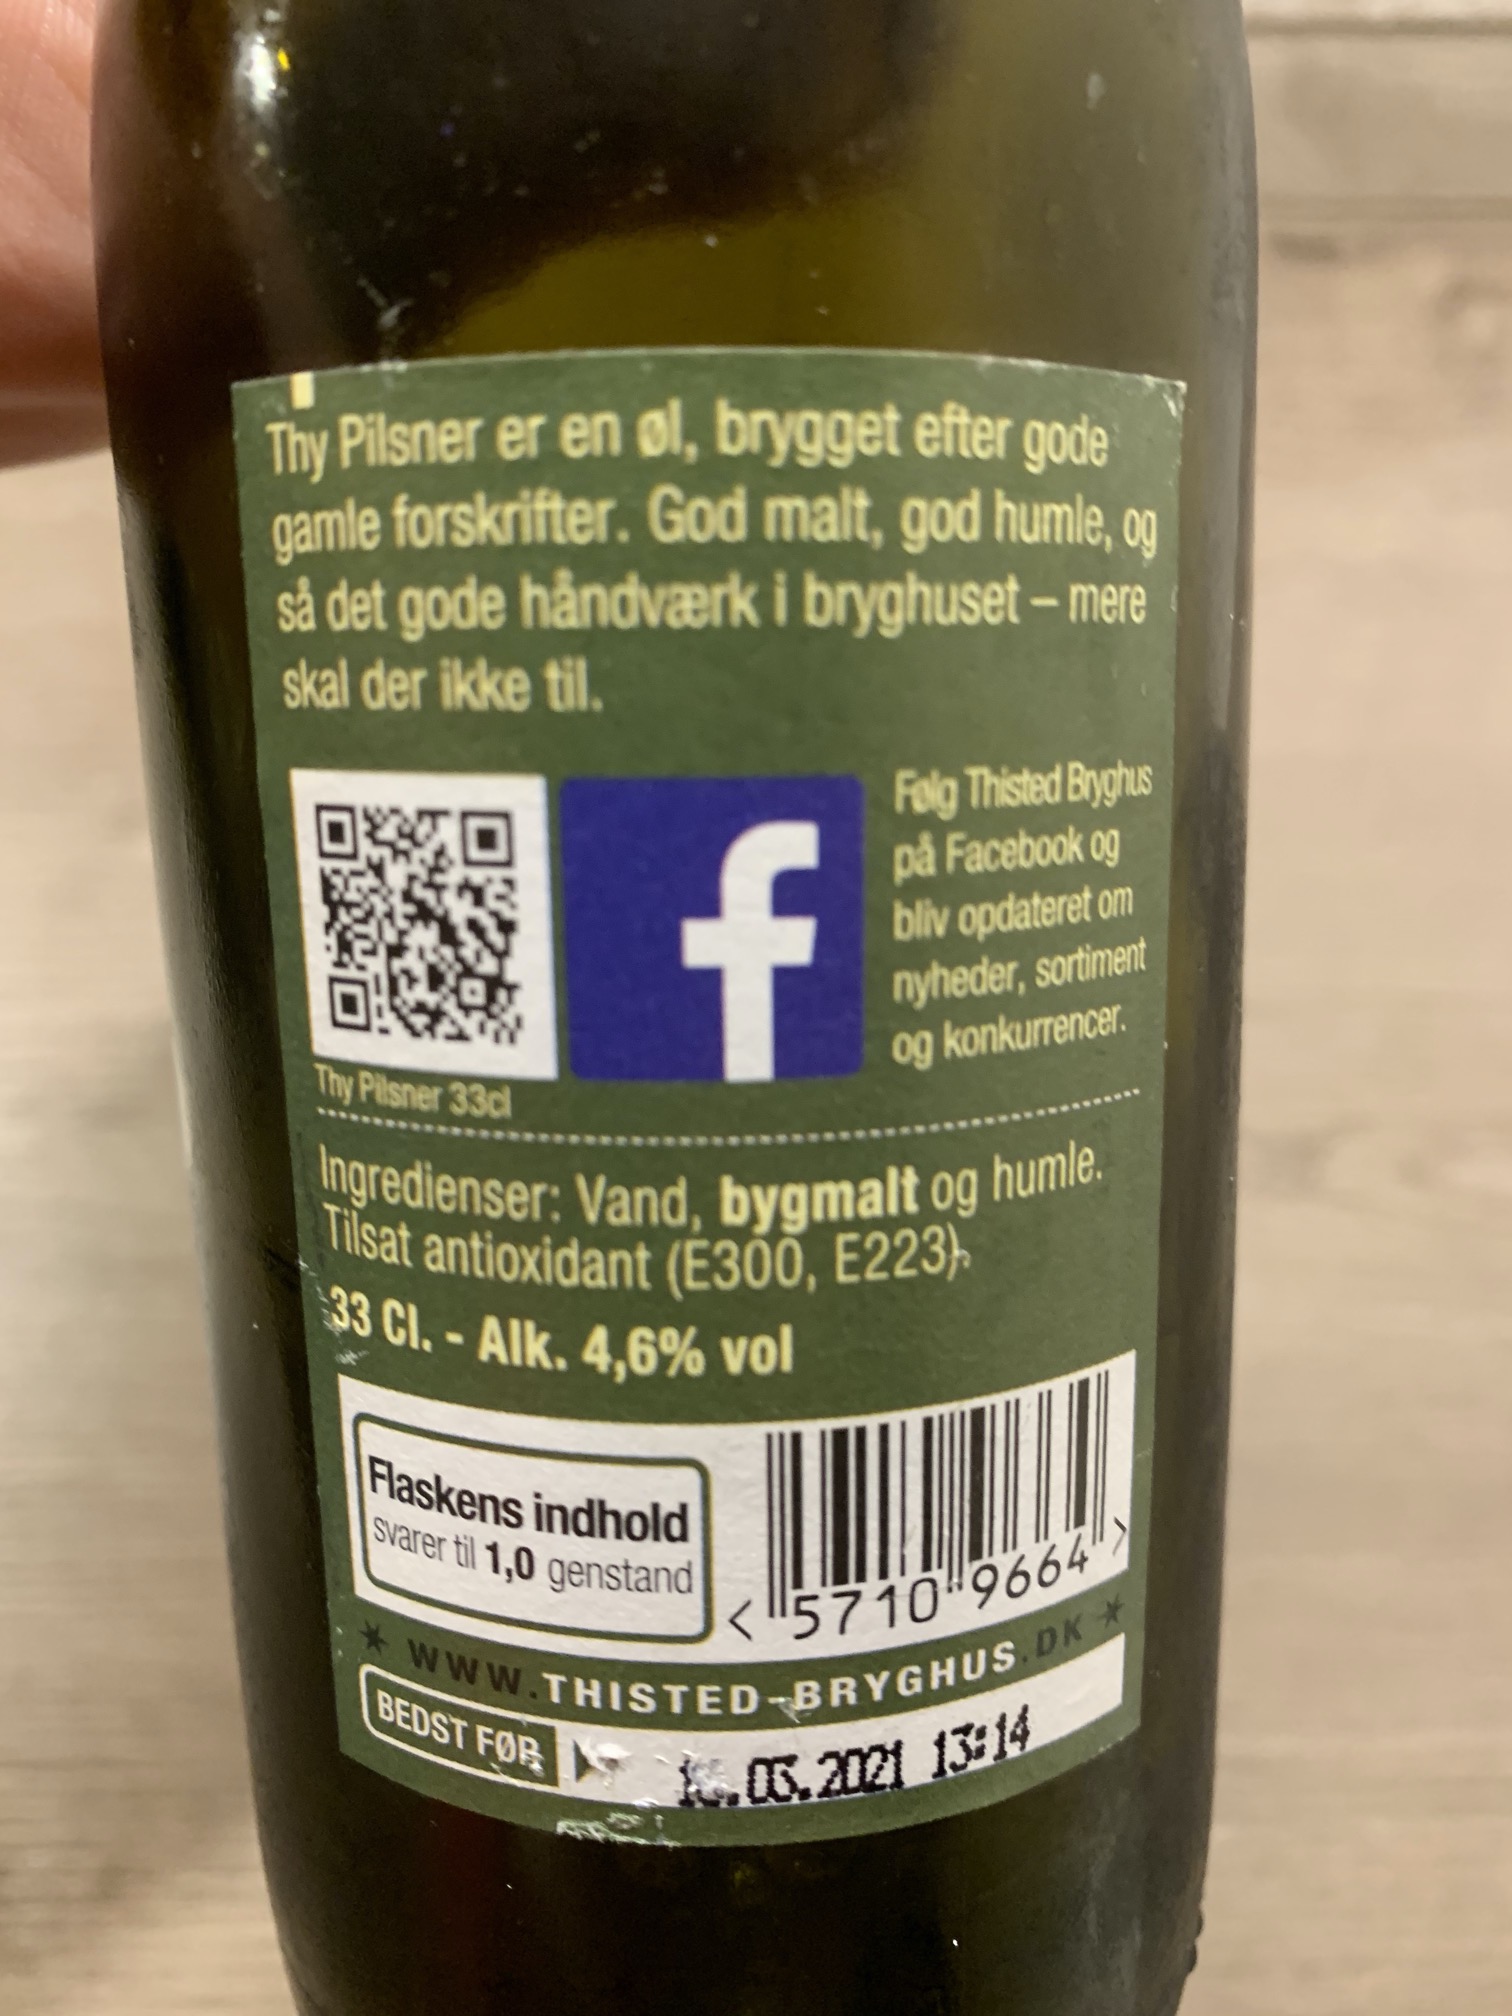 Thy Pilsner er en øl, brygget efter gode
gamle forskrifter. God malt, god humle, og
så det gode håndværk i bryghuset – mere
skal der ikke til.
f
Følg Thisted Bryghus
på Facebook og
bliv opdateret om
nyheder, sortiment
og konkurrencer.
Thy Pilsner 33cl
Ingredienser: Vand, bygmalt og humle.
Tilsat antioxidant (E300, E223).
33 Cl. - Alk. 4,6% vol
Flaskens indhold
svarer til 1,0 genstand
< 5710 9664 >
* WWW.THISTED-BRYGHUS.DK *
BEDST FØR
13:14